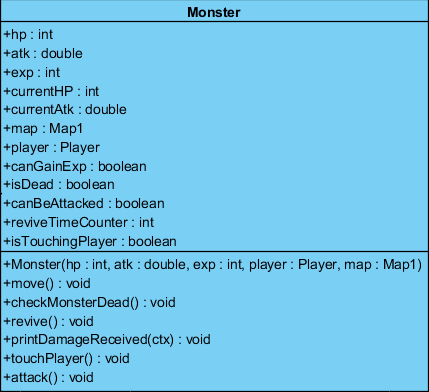 Monster
+hp : int
+atk : double
+exp : int
+currentHP : int
+currentAtk : double
+map : Map1
+player : Player
+canGainExp : boolean
+isDead : boolean
+canBeAttacked : boolean
+reviveTimeCounter : int
+isTouchingPlayer : boolean
+Monster(hp : int, atk : double, exp : int, player : Player, map : Map1)
+move() : void
+checkMonsterDead() : void
+revive() : void
+printDamageReceived(ctx) : void
+touchPlayer() : void
+attack() : void